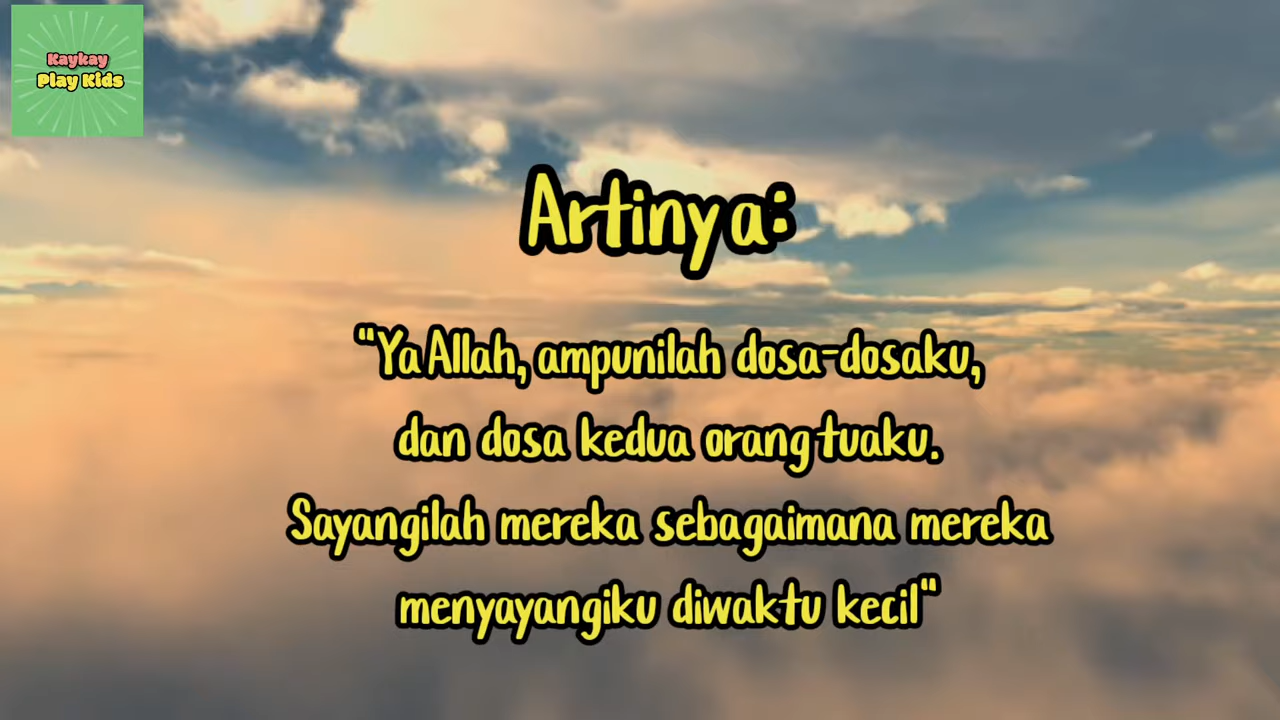 Kaykay
Play Kids
Artinya:
"Ya Allah, ampunilah dosa-dosaku,
dan dosa kedua orang tuaku.
Sayangilah mereka sebagaimana mereka
menyayangiku diwaktu kecil"